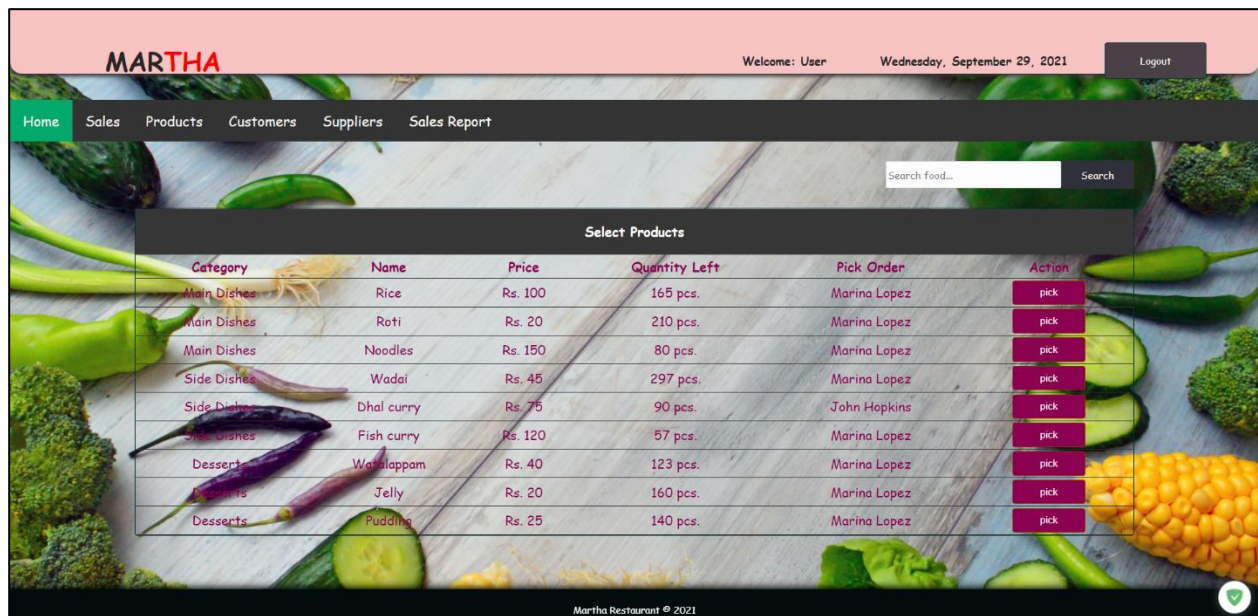 MARTHA
Welcome: User Wednesday, September 29, 2021 Logout
Home Sales Products Customers Suppliers Sales Report
Search food... Search
Select Products
Category Name Price Quantity Left Pick Order Action
Main Dishes Rice Rs. 100 165 pcs. Marina Lopez pick
Main Dishes Roti Rs. 20 210 pcs. Marina Lopez pick
Main Dishes Noodles Rs. 150 80 pcs. Marina Lopez pick
Side Dishes Wadai Rs. 45 297 pcs. Marina Lopez pick
Side Dishes Dhal curry Rs. 75 90 pcs. John Hopkins pick
Side Dishes Fish curry Rs. 120 57 pcs. Marina Lopez pick
Desserts Watalappam Rs. 40 123 pcs. Marina Lopez pick
Desserts Jelly Rs. 20 160 pcs. Marina Lopez pick
Desserts Pudding Rs. 25 140 pcs. Marina Lopez pick
Martha Restaurant © 2021